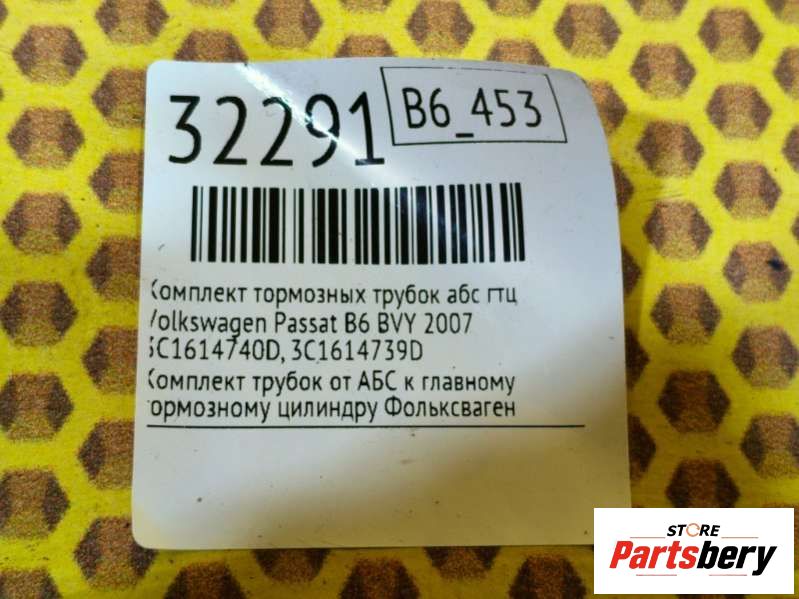 32291
B6_453
Комплект тормозных трубок абс гтц
Volkswagen Passat B6 BVY 2007
3C1614740D, 3C1614739D
Комплект трубок от АБС к главному
тормозному цилиндру Фольксваген
STORE
Partsbery